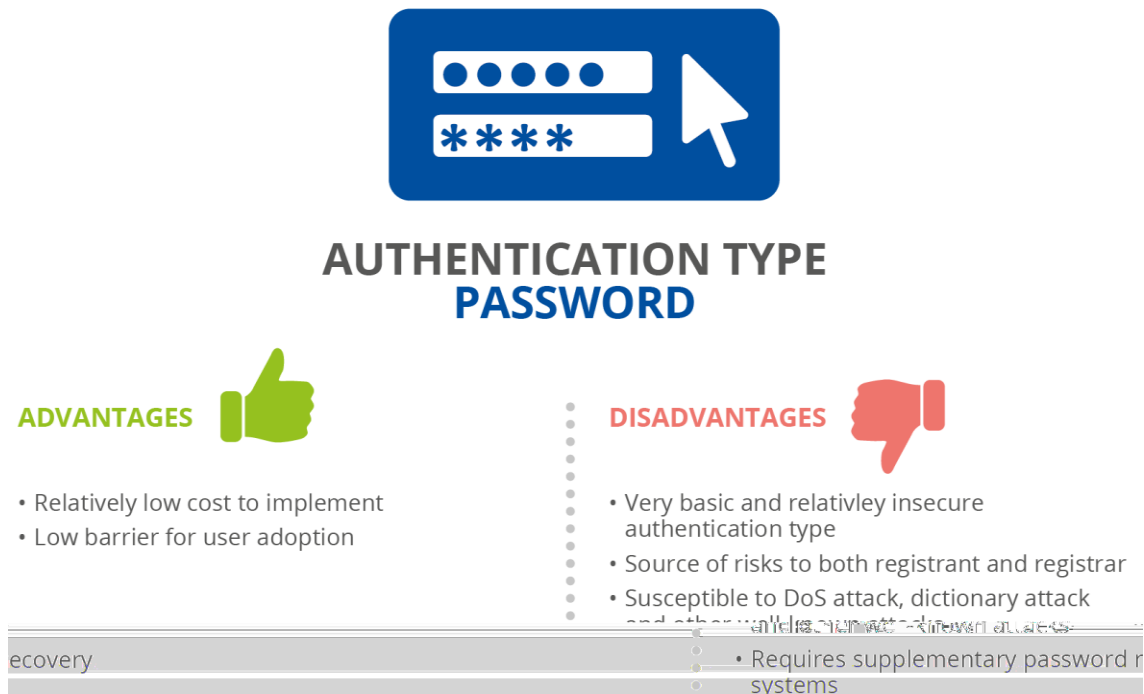 ●●●●●
****
AUTHENTICATION TYPE
PASSWORD
ADVANTAGES
• Relatively low cost to implement
• Low barrier for user adoption
DISADVANTAGES
• Very basic and relativley insecure
authentication type
• Source of risks to both registrant and registrar
• Susceptible to DoS attack, dictionary attack
and other
ecovery
• Requires supplementary password r
systems